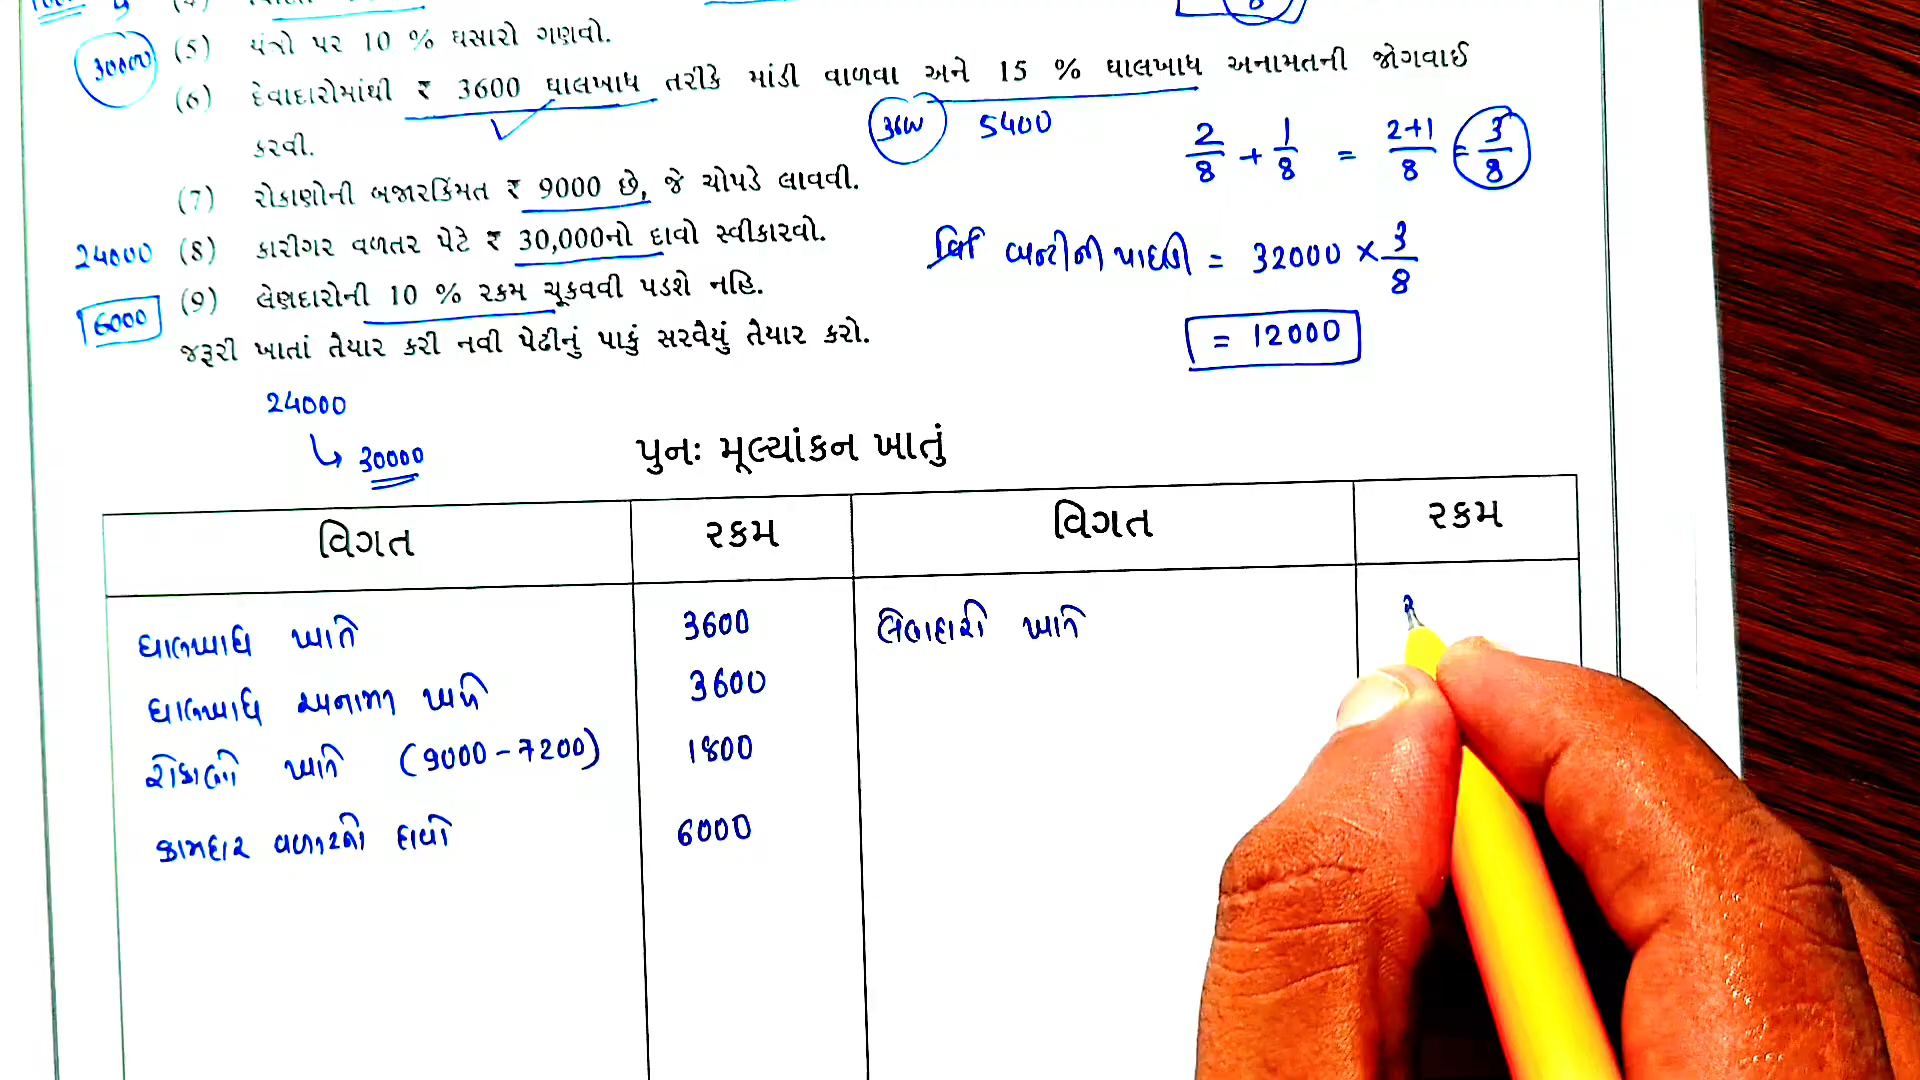 30000 (5) યંત્રો પર 10 % ઘસારો ગણવો.
(6) દેવાદારોમાંથી ₹ 3600 ઘાલખાધ તરીકે માંડી વાળવા અને 15 % ઘાલખાધ અનામતની જોગવાઈ
કરવી. 3600 5400 2/8 + 1/8 = 2+1/8 = 3/8
(7) રોકાણોની બજારકિંમત ₹ 9000 છે, જે ચોપડે લાવવી.
24000 (8) કારીગર વળતર પેટે ₹ 30,000નો દાવો સ્વીકારવો.
બન્ટીની પાઘડી = 32000 × 3/8
6000 (9) લેણદારોની 10 % રકમ ચૂકવવી પડશે નહિ.
= 12000
જરૂરી ખાતાં તૈયાર કરી નવી પેઢીનું પાકું સરવૈયું તૈયાર કરો.
24000
↳ 30000
પુનઃ મૂલ્યાંકન ખાતું
વિગત રકમ વિગત રકમ
ઘાલખાધ ખાતે 3600 લેણદારો ખાતે
ઘાલખાધ અનામત ખાતે 3600
રોકાણો ખાતે (9000 - 7200) 1800
કામદાર વળતરનો દાવો 6000